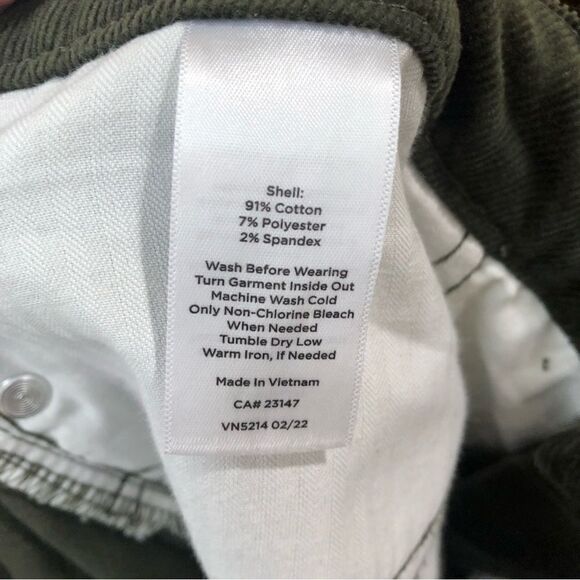 Shell:
91% Cotton
7% Polyester
2% Spandex
Wash Before Wearing
Turn Garment Inside Out
Machine Wash Cold
Only Non-Chlorine Bleach
When Needed
Tumble Dry Low
Warm Iron, If Needed
Made In Vietnam
CA# 23147
VN5214 02/22